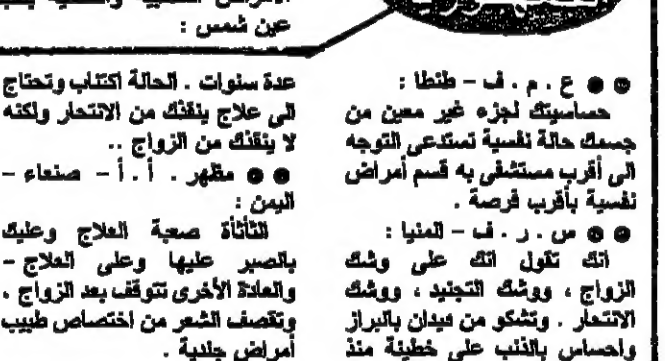 عين شمس :
● ● ع . م . ف – طنطا :
حساسيتك لجزء غير معين من
جسمك حالة نفسية تستدعى التوجه
الى أقرب مستشفى به قسم أمراض
نفسية بأقرب فرصة .
● ● س . ر . ف – المنيا :
انك تقول انك على وشك
الزواج ، ووشك التجنيد ، ووشك
الانتحار . وتشكو من ديدان بالبراز
واحساس بالذنب على خطيئة منذ
عدة سنوات . الحالة اكتئاب وتحتاج
الى علاج ينقذك من الانتحار ولكنه
لا ينقذك من الزواج ..
● ● مظهر . أ . أ – صنعاء –
اليمن :
الثأثأة صعبة العلاج وعليك
بالصبر عليها وعلى العلاج –
والعادة الأخرى تتوقف بعد الزواج ،
وتقصف الشعر من اختصاص طبيب
أمراض جلدية .